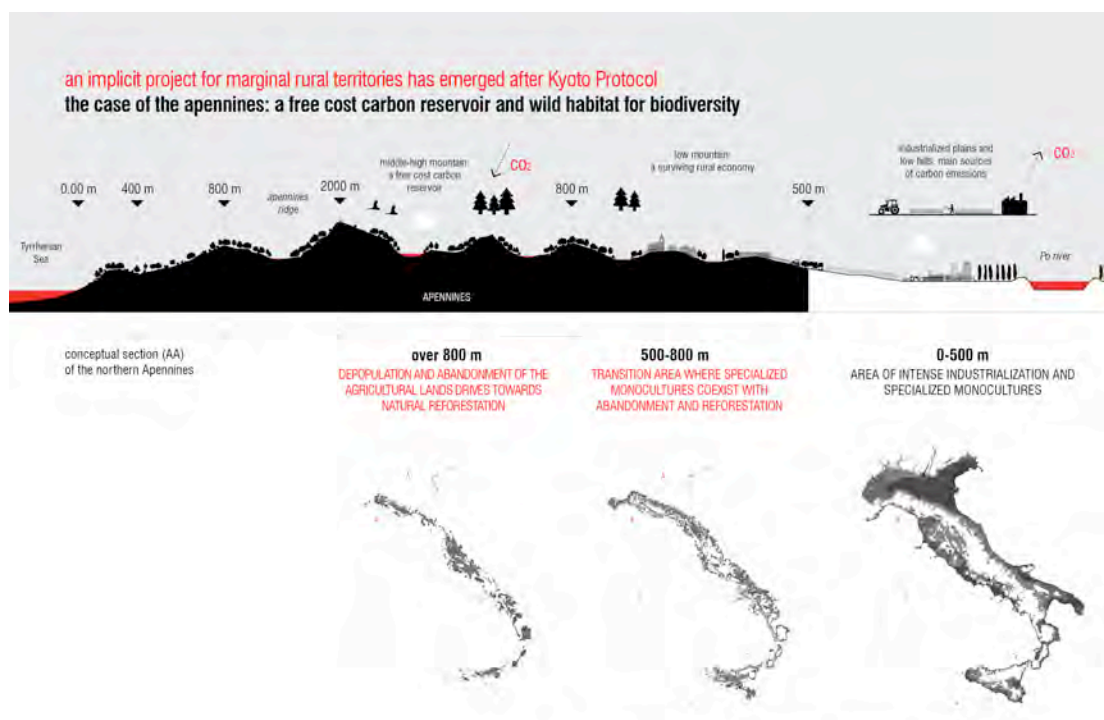 an implicit project for marginal rural territories has emerged after Kyoto Protocol
the case of the apennines: a free cost carbon reservoir and wild habitat for biodiversity
middle-high mountain:
a free cost carbon
reservoir
CO2
low mountain:
a surviving rural economy
industrialized plains and
low hills: main sources
of carbon emissions
CO2
0.00 m
400 m
800 m
apennines
ridge
2000 m
800 m
500 m
Tyrrhenian
Sea
Po river
APENNINES
conceptual section (AA)
of the northern Apennines
over 800 m
DEPOPULATION AND ABANDONMENT OF THE
AGRICULTURAL LANDS DRIVES TOWARDS
NATURAL REFORESTATION
500-800 m
TRANSITION AREA WHERE SPECIALIZED
MONOCULTURES COEXIST WITH
ABANDONMENT AND REFORESTATION
0-500 m
AREA OF INTENSE INDUSTRIALIZATION AND
SPECIALIZED MONOCULTURES